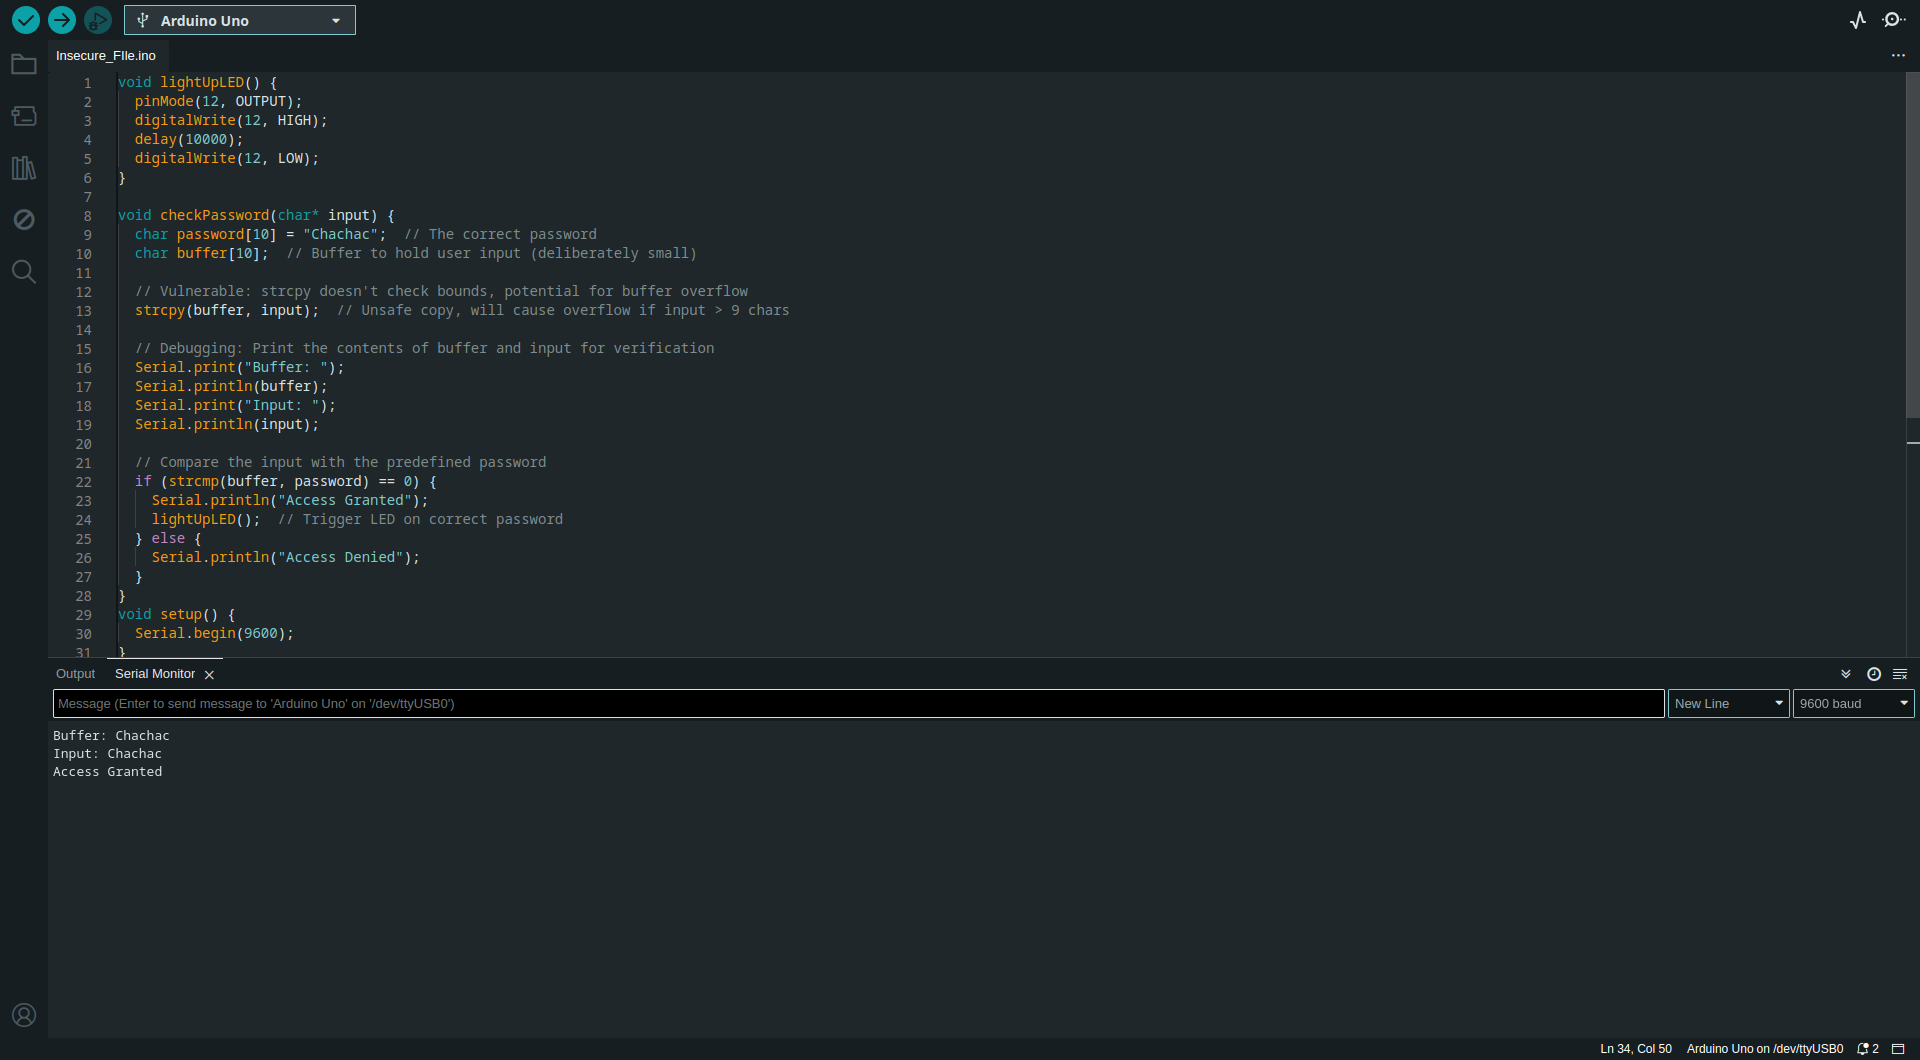 Arduino Uno
Insecure_FIle.ino
1 void lightUpLED() {
2 pinMode(12, OUTPUT);
3 digitalWrite(12, HIGH);
4 delay(10000);
5 digitalWrite(12, LOW);
6 }
7
8 void checkPassword(char* input) {
9 char password[10] = "Chachac"; // The correct password
10 char buffer[10]; // Buffer to hold user input (deliberately small)
11
12 // Vulnerable: strcpy doesn't check bounds, potential for buffer overflow
13 strcpy(buffer, input); // Unsafe copy, will cause overflow if input > 9 chars
14
15 // Debugging: Print the contents of buffer and input for verification
16 Serial.print("Buffer: ");
17 Serial.println(buffer);
18 Serial.print("Input: ");
19 Serial.println(input);
20
21 // Compare the input with the predefined password
22 if (strcmp(buffer, password) == 0) {
23 Serial.println("Access Granted");
24 lightUpLED(); // Trigger LED on correct password
25 } else {
26 Serial.println("Access Denied");
27 }
28 }
29 void setup() {
30 Serial.begin(9600);
31 }
Output Serial Monitor
Message (Enter to send message to 'Arduino Uno' on '/dev/ttyUSB0') New Line 9600 baud
Buffer: Chachac
Input: Chachac
Access Granted
Ln 34, Col 50 Arduino Uno on /dev/ttyUSB0 2